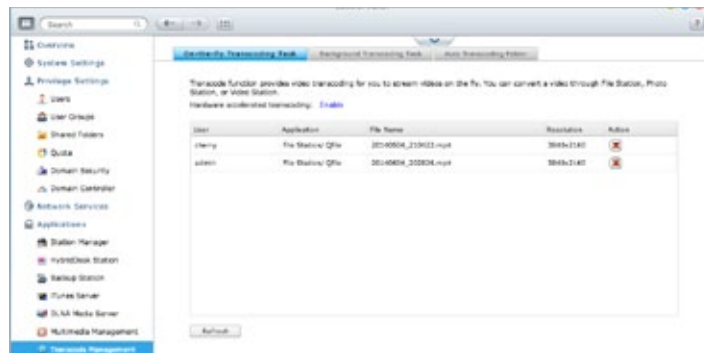 Search
Overview
System Settings
Privilege Settings
Users
User Groups
Shared Folders
Quota
Domain Security
Domain Controller
Network Services
Applications
Station Manager
HybridDesk Station
Backup Station
iTunes Server
DLNA Media Server
Multimedia Management
Transcode Management
On-the-fly Transcoding Task
Background Transcoding Task
Auto Transcoding Folder
Transcode function provides video transcoding for you to stream videos on the fly. You can convert a video through File Station, Photo
Station, or Video Station.
Hardware accelerated transcoding: Enable
User Application File Name Resolution Action
cherry File Station/ Qfile 3840x2160
admin File Station/ Qfile 3840x2160
Refresh